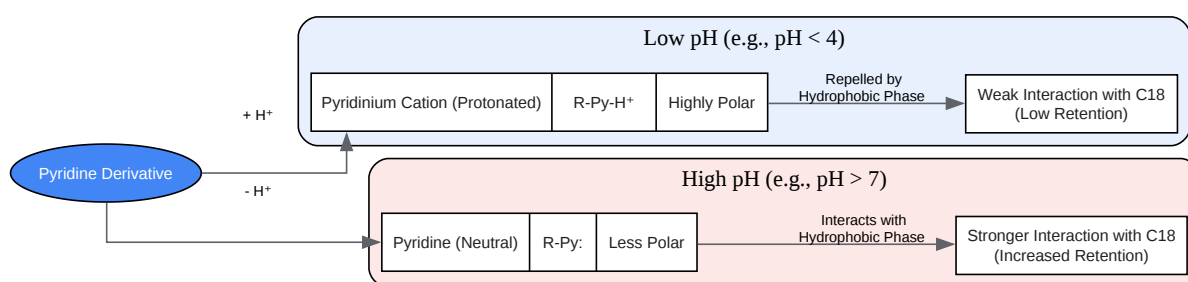 Low pH (e.g., pH < 4)
Pyridinium Cation (Protonated)
R-Py-H⁺
Highly Polar
Repelled by
Hydrophobic Phase
Weak Interaction with C18
(Low Retention)
+ H⁺
Pyridine Derivative
- H⁺
High pH (e.g., pH > 7)
Pyridine (Neutral)
R-Py:
Less Polar
Interacts with
Hydrophobic Phase
Stronger Interaction with C18
(Increased Retention)